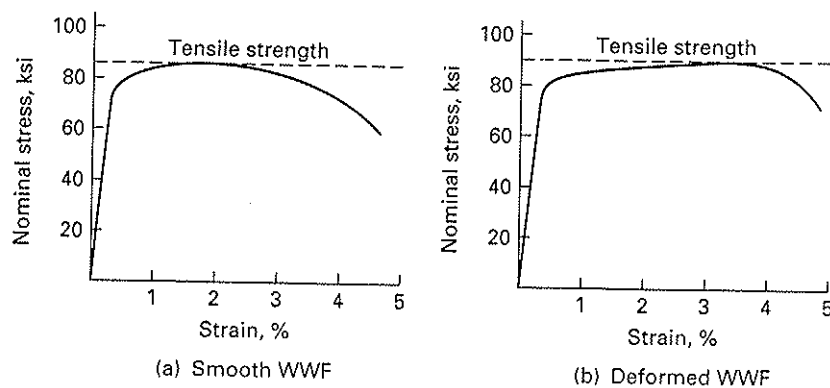 100
80
60
40
20
Nominal stress, ksi
Tensile strength
1 2 3 4 5
Strain, %
(a) Smooth WWF
100
80
60
40
20
Nominal stress, ksi
Tensile strength
1 2 3 4 5
Strain, %
(b) Deformed WWF